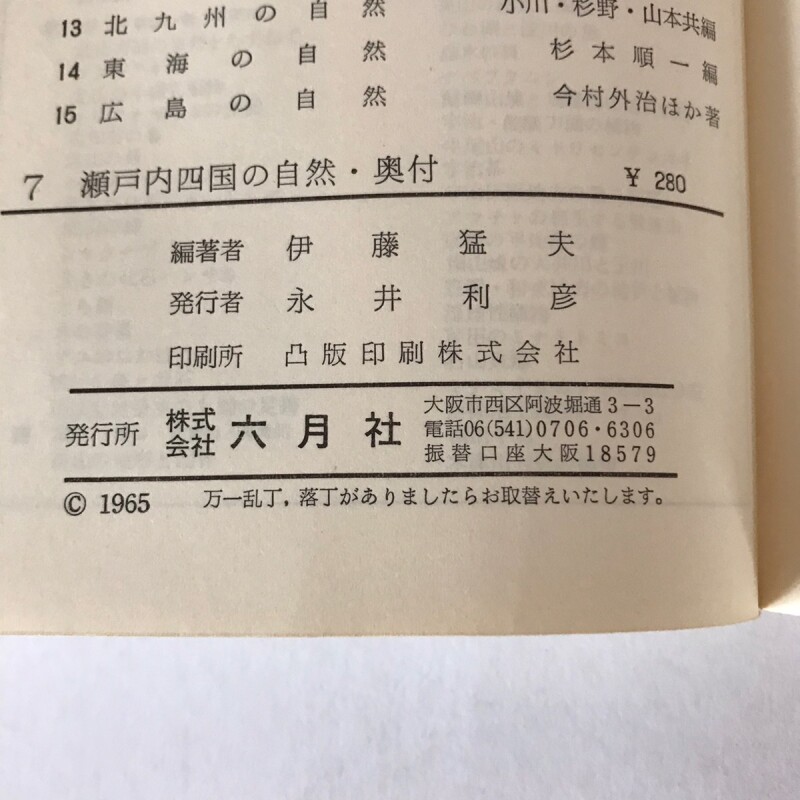 13 北九州の自然 小川・杉野・山本共編
14 東海の自然 杉本順一編
15 広島の自然 今村外治ほか著
7 瀬戸内四国の自然・奥付 ¥ 280
編著者 伊藤猛夫
発行者 永井利彦
印刷所 凸版印刷株式会社
発行所 株式会社 六月社
大阪市西区阿波堀通3-3
電話06(541)0706・6306
振替口座大阪18579
© 1965 万一乱丁,落丁がありましたらお取替えいたします。